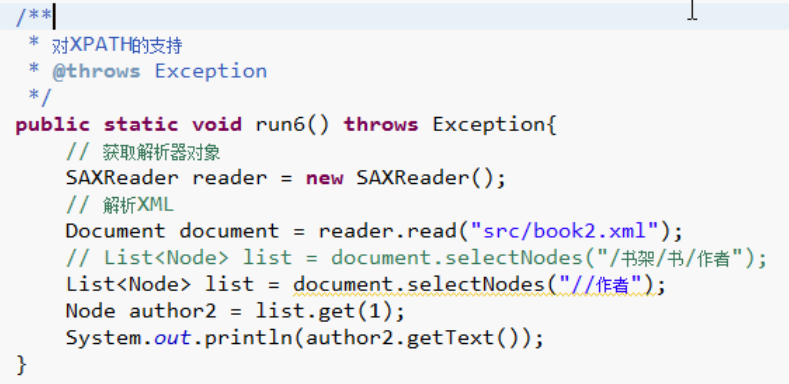 /**
 * 对XPATH的支持
 * @throws Exception
 */
public static void run6() throws Exception{
    // 获取解析器对象
    SAXReader reader = new SAXReader();
    // 解析XML
    Document document = reader.read("src/book2.xml");
    // List<Node> list = document.selectNodes("/书架/书/作者");
    List<Node> list = document.selectNodes("//作者");
    Node author2 = list.get(1);
    System.out.println(author2.getText());
}